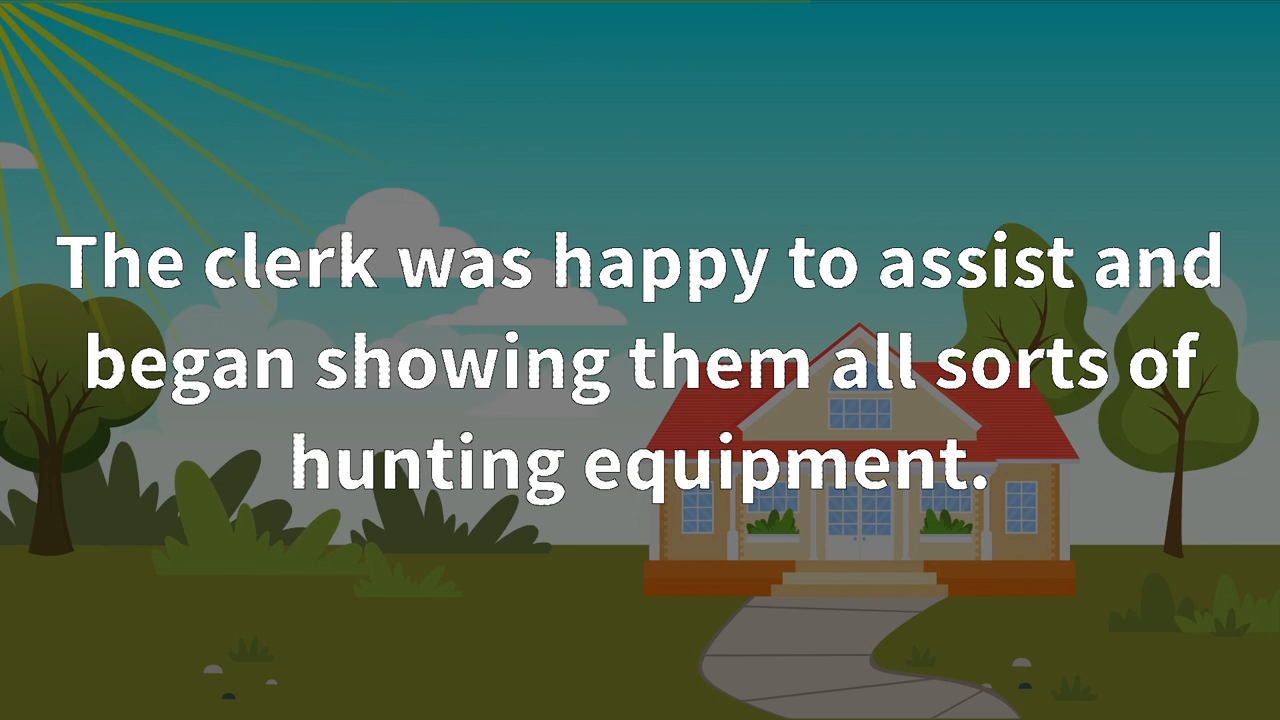 The clerk was happy to assist and
began showing them all sorts of
hunting equipment.